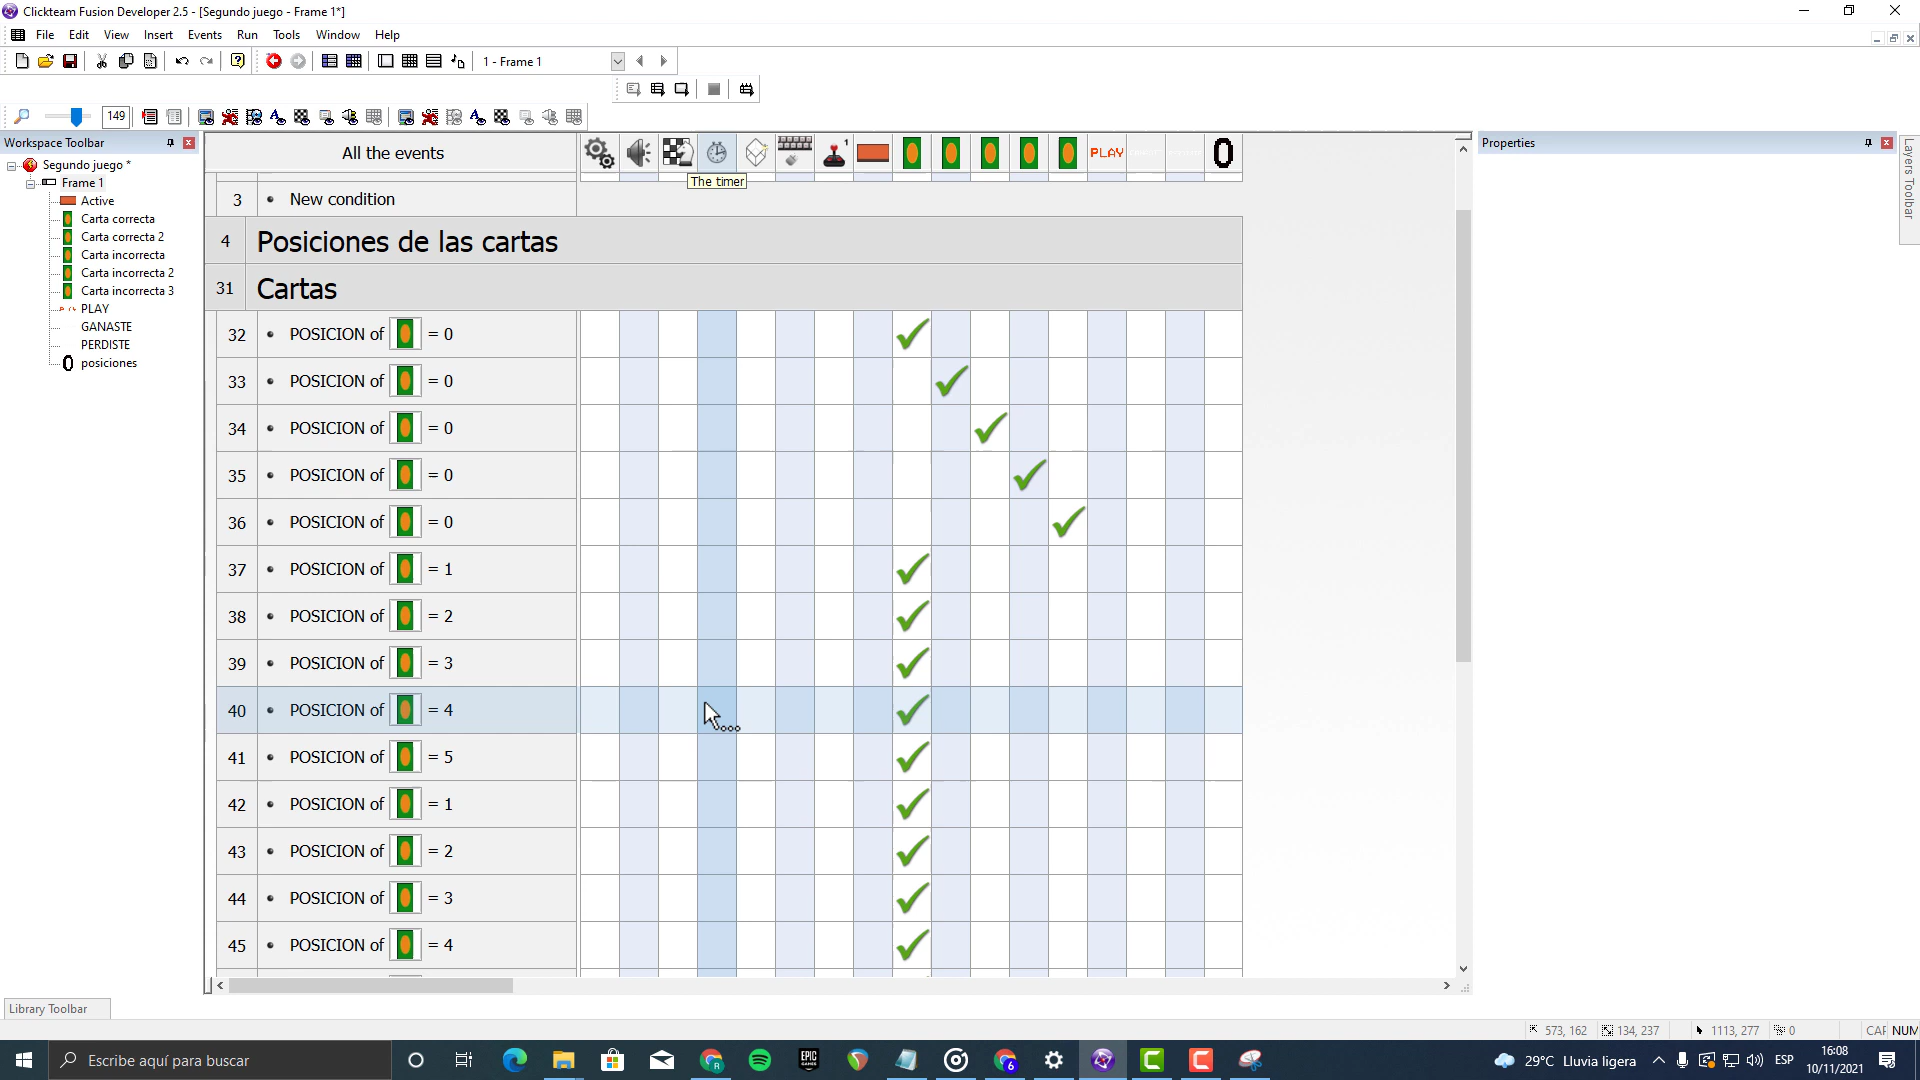 Clickteam Fusion Developer 2.5 - [Segundo juego - Frame 1*]
File Edit View Insert Events Run Tools Window Help
1 - Frame 1
149
Workspace Toolbar
Segundo juego *
Frame 1
Active
Carta correcta
Carta correcta 2
Carta incorrecta
Carta incorrecta 2
Carta incorrecta 3
PLAY
GANASTE
PERDISTE
0 posiciones
All the events
1
PLAY
0
The timer
3 New condition
4 Posiciones de las cartas
31 Cartas
32 POSICION of = 0
33 POSICION of = 0
34 POSICION of = 0
35 POSICION of = 0
36 POSICION of = 0
37 POSICION of = 1
38 POSICION of = 2
39 POSICION of = 3
40 POSICION of = 4
41 POSICION of = 5
42 POSICION of = 1
43 POSICION of = 2
44 POSICION of = 3
45 POSICION of = 4
Properties
Layers Toolbar
Library Toolbar
573, 162 134, 237 1113, 277 0 CAP NUM
Escribe aquí para buscar
29°C Lluvia ligera
ESP
16:08
10/11/2021